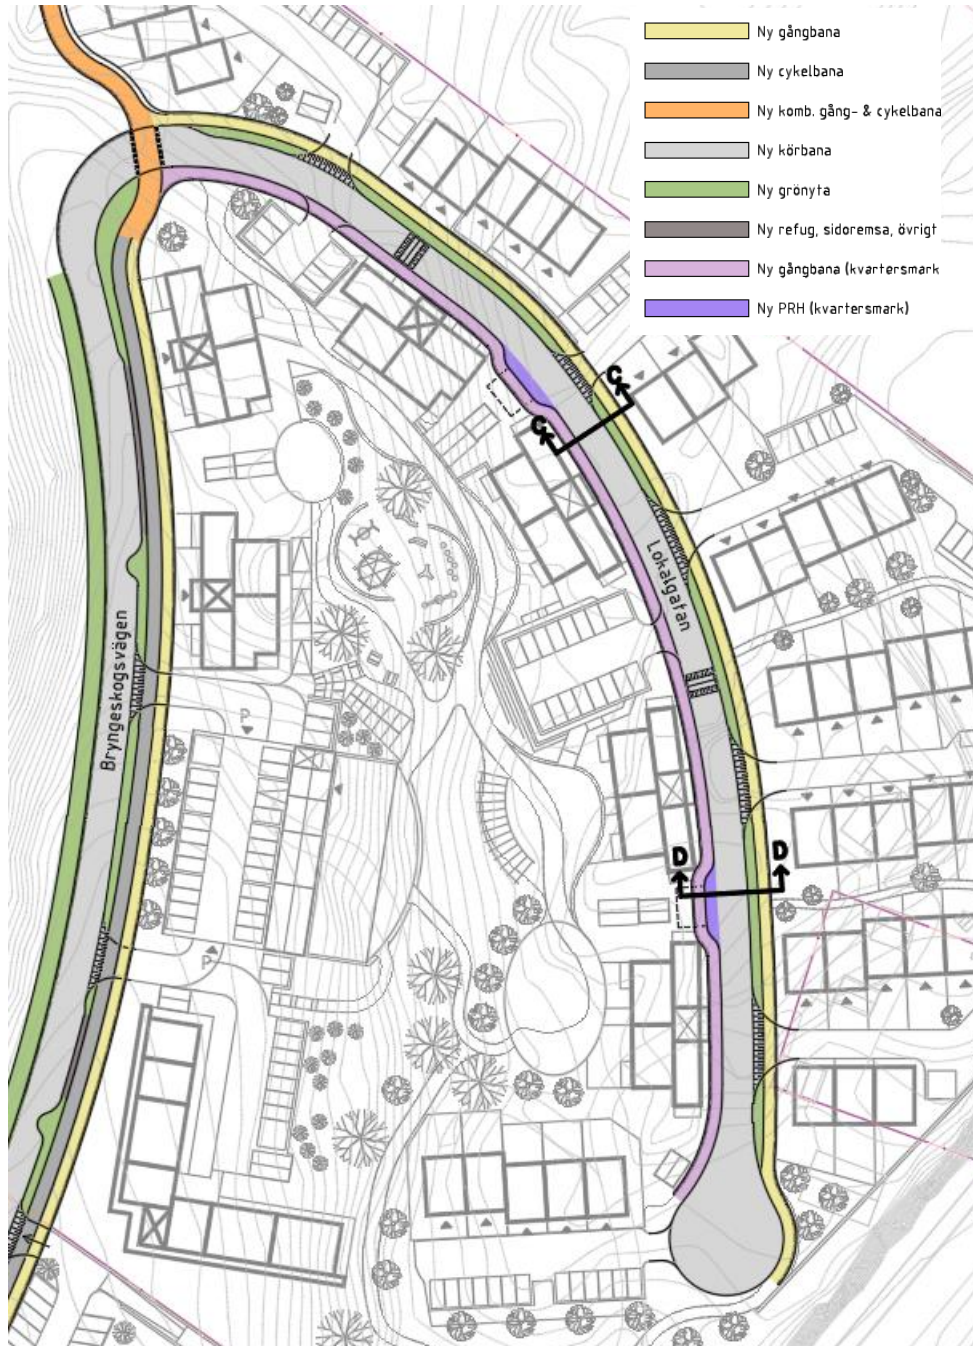 Ny gångbana
Ny cykelbana
Ny komb. gång- & cykelbana
Ny körbana
Ny grönyta
Ny refug, sidoremsa, övrigt
Ny gångbana (kvartersmark
Ny PRH (kvartersmark)
C
C
Lokalgatan
Bryngeskogsvägen
P
D
D
P